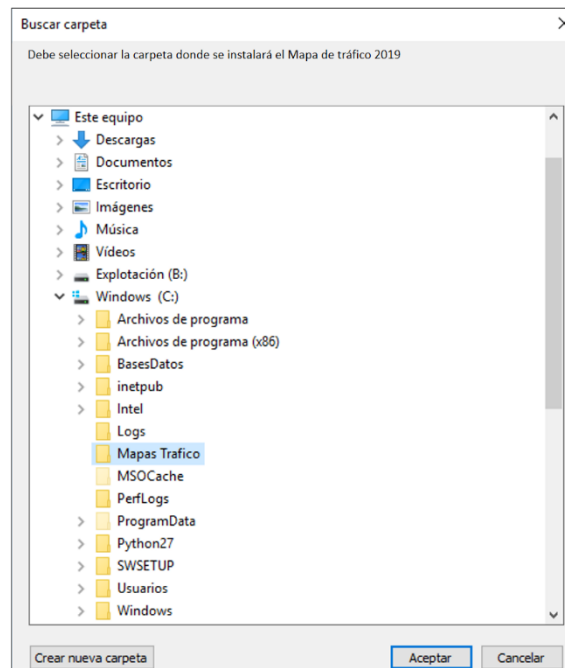 Buscar carpeta
Debe seleccionar la carpeta donde se instalará el Mapa de tráfico 2019
Este equipo
Descargas
Documentos
Escritorio
Imágenes
Música
Vídeos
Explotación (B:)
Windows (C:)
Archivos de programa
Archivos de programa (x86)
BasesDatos
inetpub
Intel
Logs
Mapas Trafico
MSOCache
PerfLogs
ProgramData
Python27
SWSETUP
Usuarios
Windows
Crear nueva carpeta Aceptar Cancelar